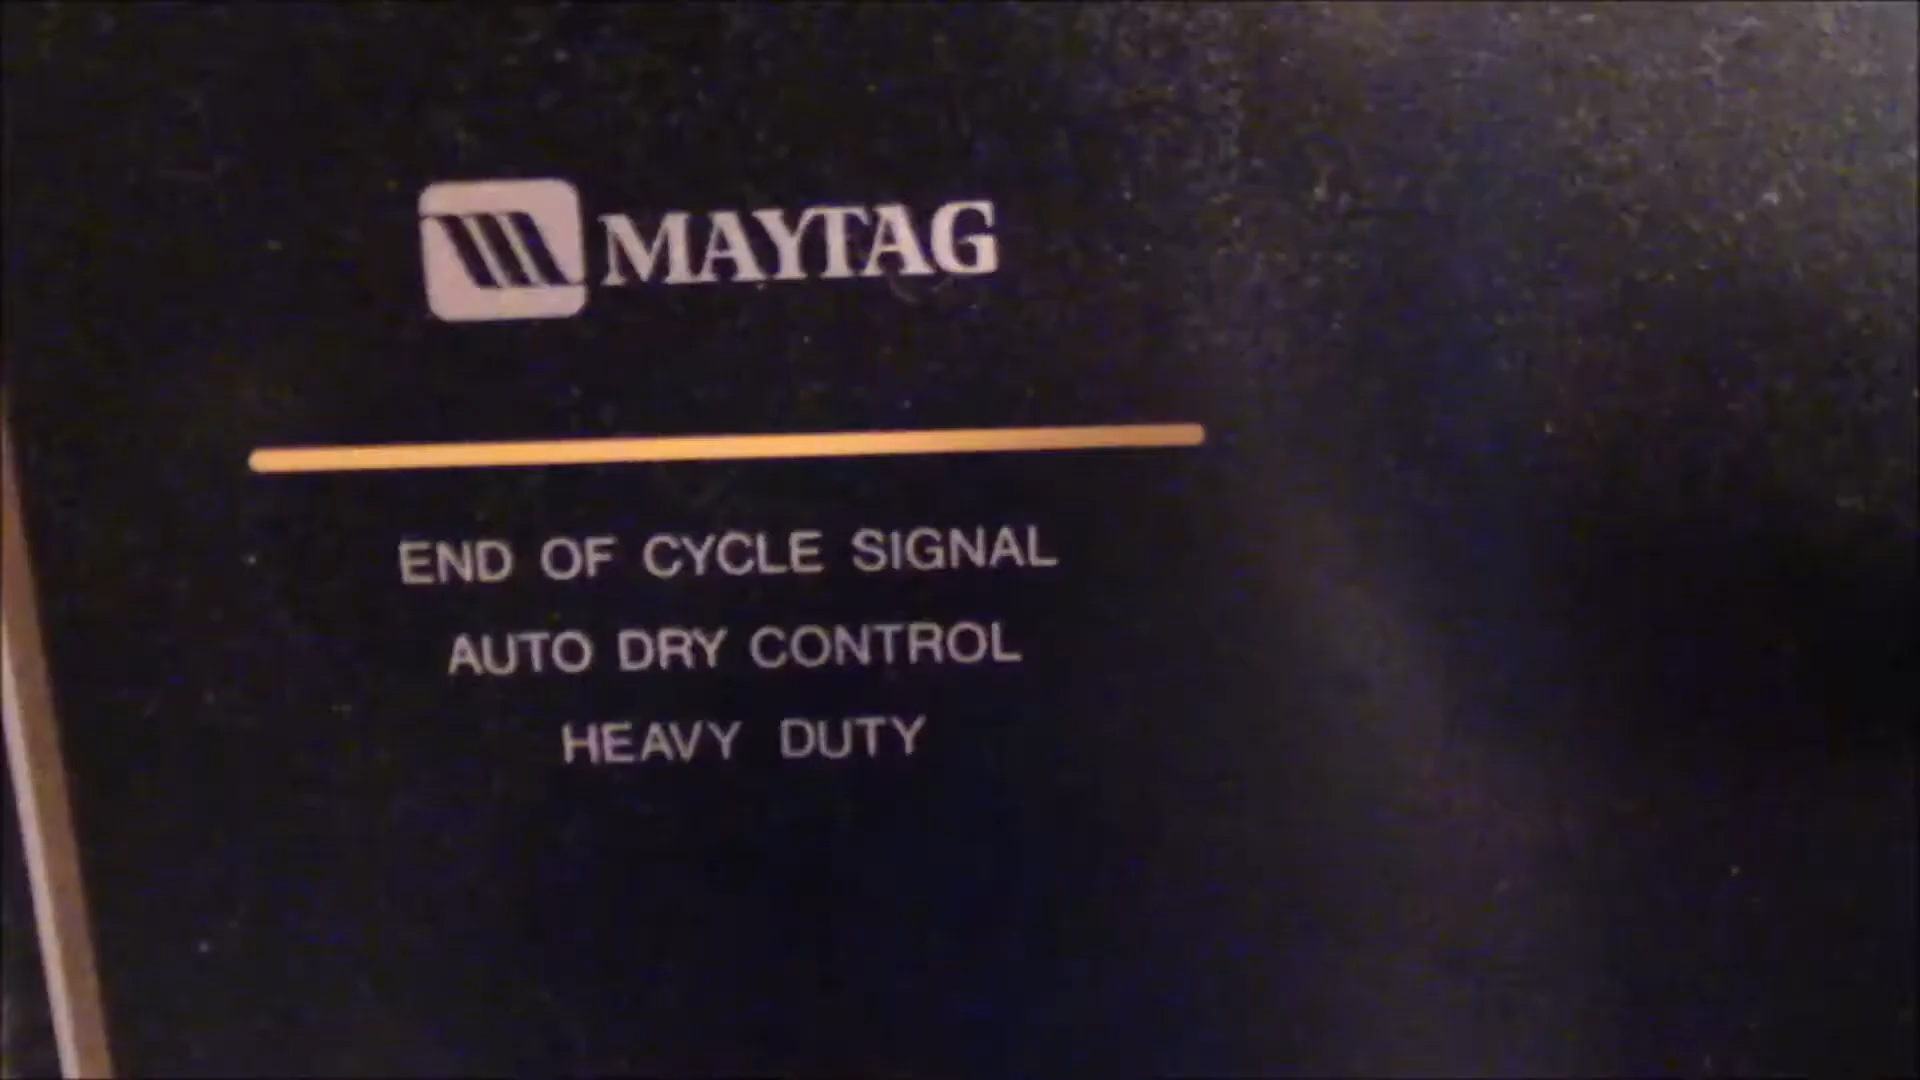 MAYTAG
END OF CYCLE SIGNAL
AUTO DRY CONTROL
HEAVY DUTY